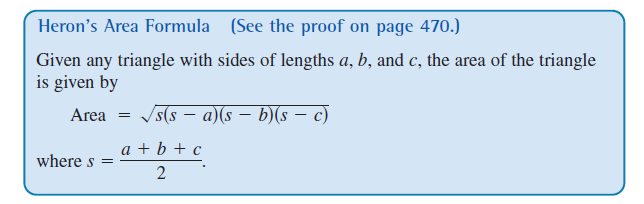 Heron's Area Formula (See the proof on page 470.)
Given any triangle with sides of lengths a, b, and c, the area of the triangle
is given by
Area = √s(s − a)(s − b)(s − c)
where s = a + b + c / 2.